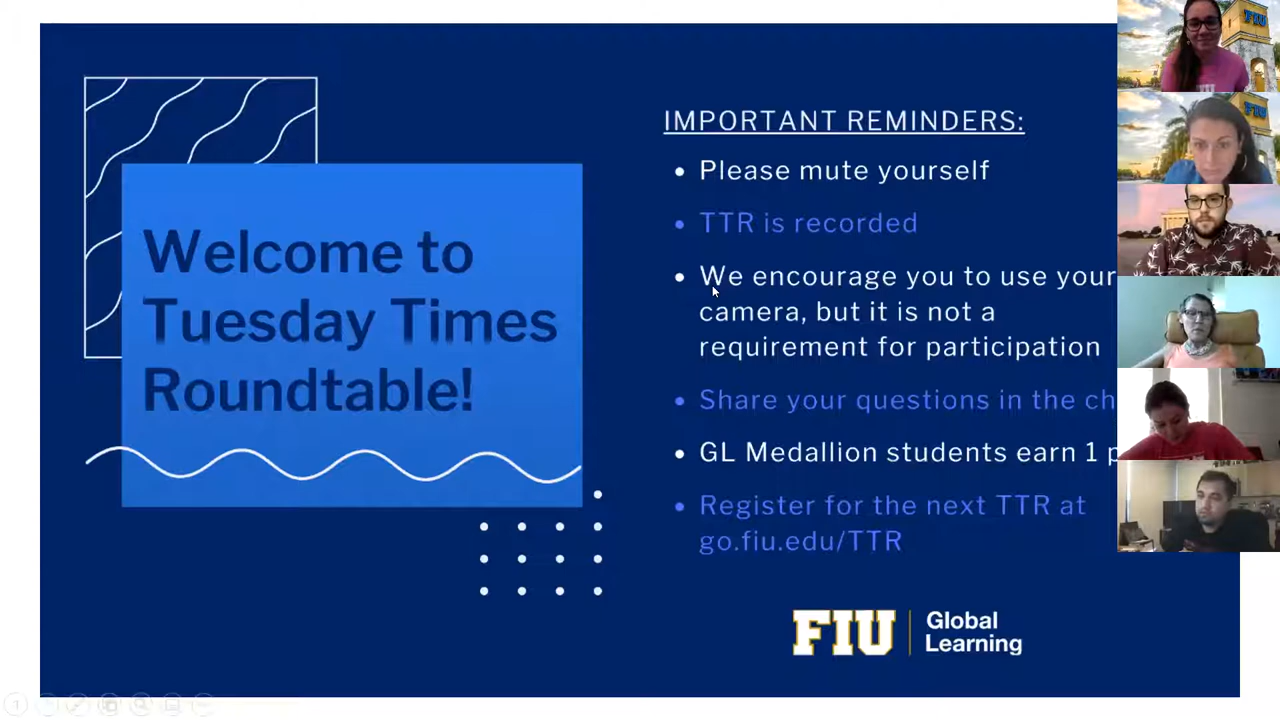 Welcome to
Tuesday Times
Roundtable!
IMPORTANT REMINDERS:
• Please mute yourself
• TTR is recorded
• We encourage you to use your
camera, but it is not a
requirement for participation
• Share your questions in the
• GL Medallion students earn 1
• Register for the next TTR at
go.fiu.edu/TTR
FIU | Global
Learning
FIU
FIU